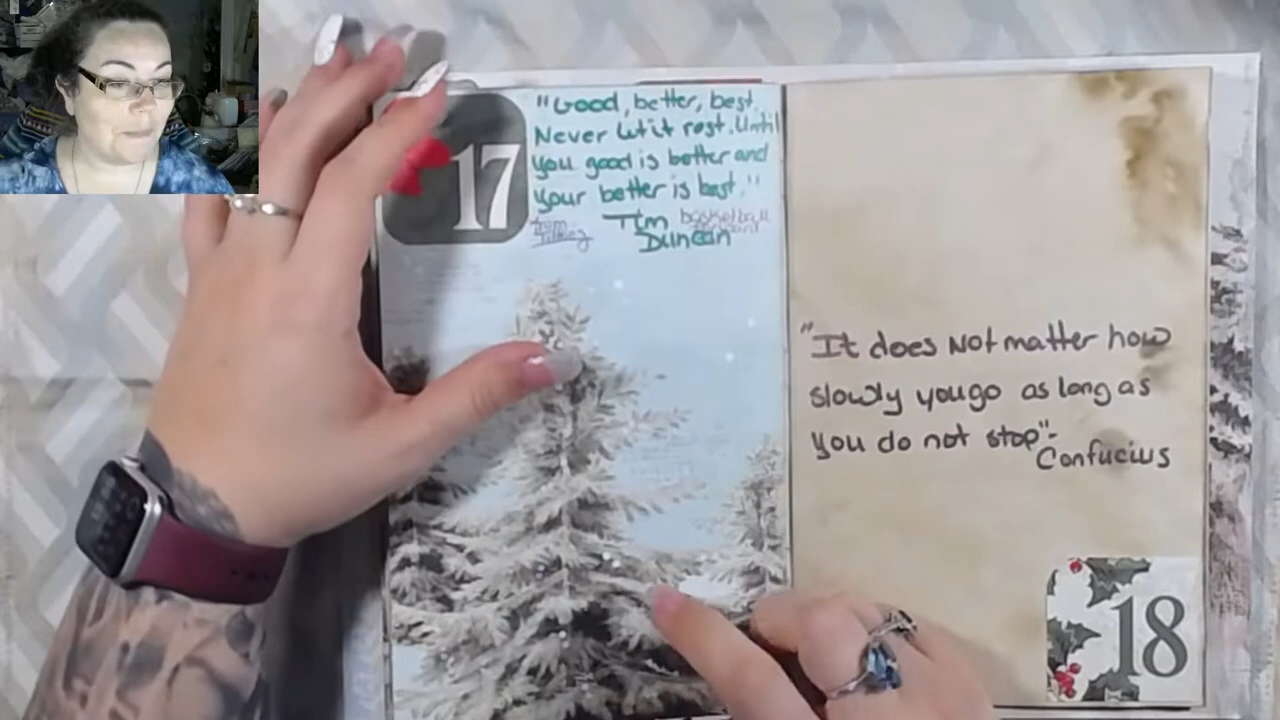 17
"Good, better, best.
Never let it rest. Until
you good is better and
your better is best."
Tim basketball
Duncan
"It does not matter how
slowly you go as long as
you do not stop"-
Confucius
18